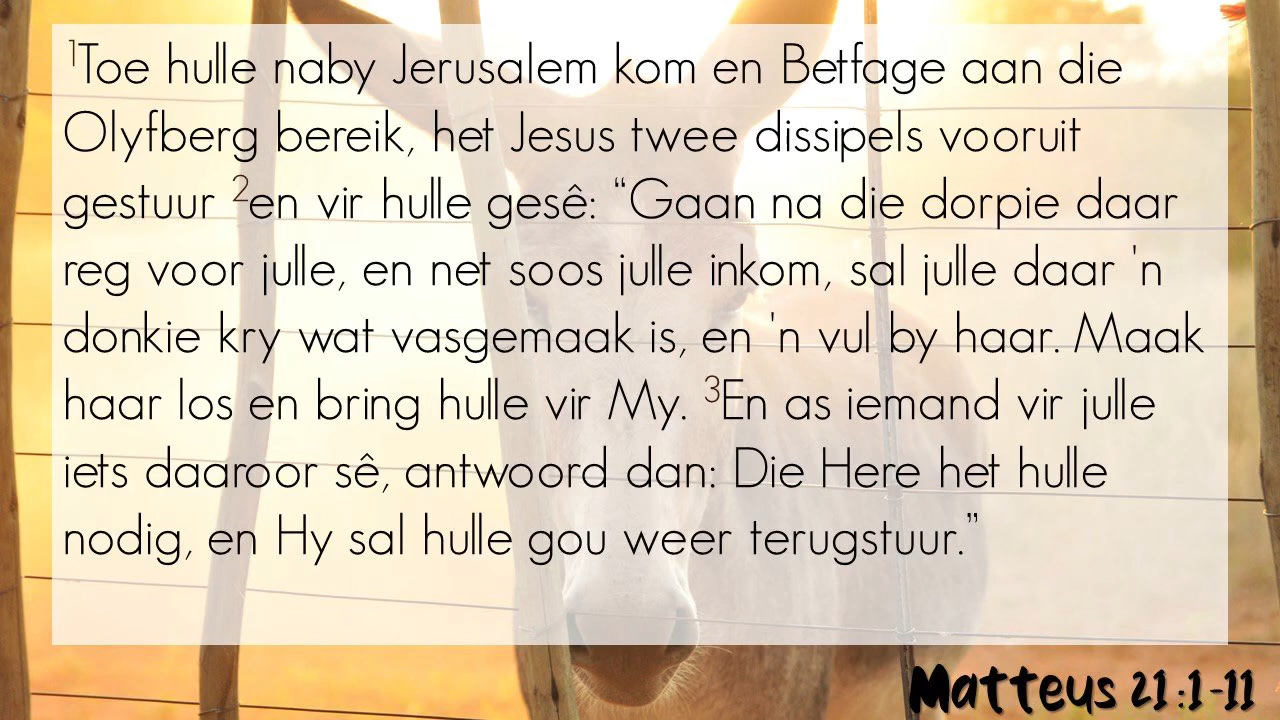 1Toe hulle naby Jerusalem kom en Betfage aan die
Olyfberg bereik, het Jesus twee dissipels vooruit
gestuur 2en vir hulle gesê: “Gaan na die dorpie daar
reg voor julle, en net soos julle inkom, sal julle daar 'n
donkie kry wat vasgemaak is, en 'n vul by haar. Maak
haar los en bring hulle vir My. 3En as iemand vir julle
iets daaroor sê, antwoord dan: Die Here het hulle
nodig, en Hy sal hulle gou weer terugstuur.”
Matteus 21:1-11